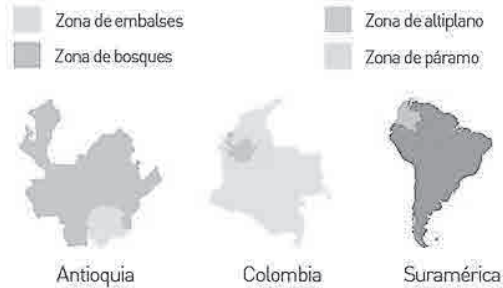 Zona de embalses
Zona de altiplano
Zona de bosques
Zona de páramo
Antioquia
Colombia
Suramérica